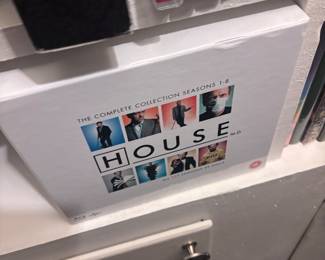 THE COMPLETE COLLECTION SEASONS 1-8
HOUSE M.D.